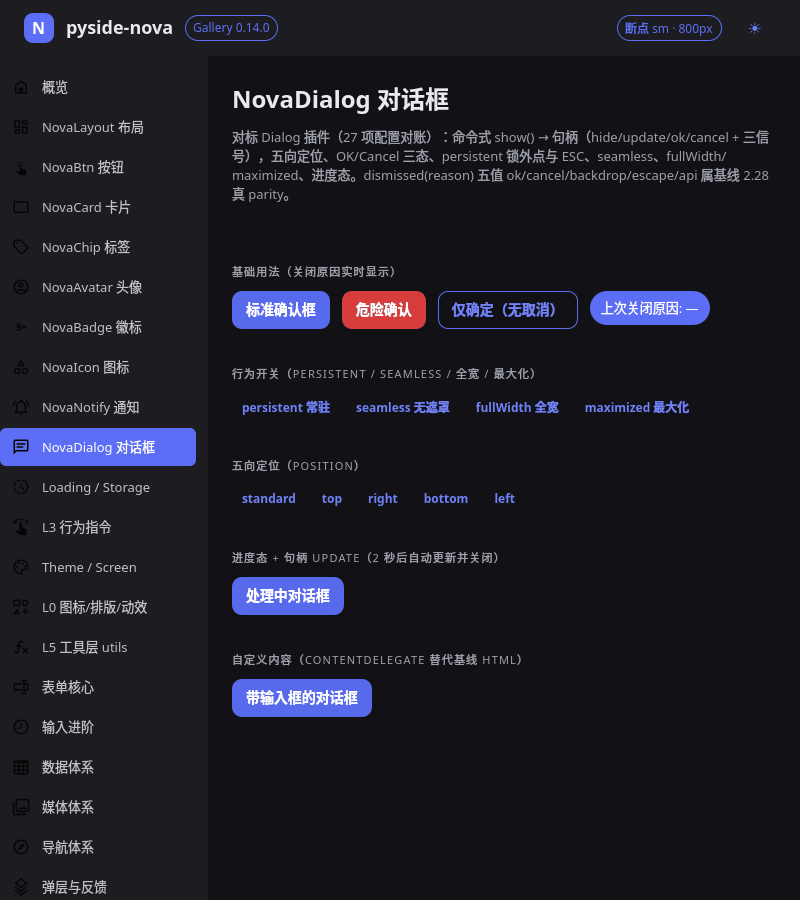 N pyside-nova Gallery 0.14.0 断点 sm · 800px
概览
NovaLayout 布局
NovaBtn 按钮
NovaCard 卡片
NovaChip 标签
NovaAvatar 头像
9+ NovaBadge 徽标
NovaIcon 图标
NovaNotify 通知
NovaDialog 对话框
Loading / Storage
L3 行为指令
Theme / Screen
L0 图标/排版/动效
L5 工具层 utils
表单核心
输入进阶
数据体系
媒体体系
导航体系
弹层与反馈
NovaDialog 对话框
对标 Dialog 插件（27 项配置对账）：命令式 show() → 句柄（hide/update/ok/cancel + 三信
号），五向定位、OK/Cancel 三态、persistent 锁外点与 ESC、seamless、fullWidth/
maximized、进度态。dismissed(reason) 五值 ok/cancel/backdrop/escape/api 属基线 2.28
真 parity。
基础用法（关闭原因实时显示）
标准确认框 危险确认 仅确定（无取消） 上次关闭原因: —
行为开关（PERSISTENT / SEAMLESS / 全宽 / 最大化）
persistent 常驻 seamless 无遮罩 fullWidth 全宽 maximized 最大化
五向定位（POSITION）
standard top right bottom left
进度态 + 句柄 UPDATE（2 秒后自动更新并关闭）
处理中对话框
自定义内容（CONTENTDELEGATE 替代基线 HTML）
带输入框的对话框